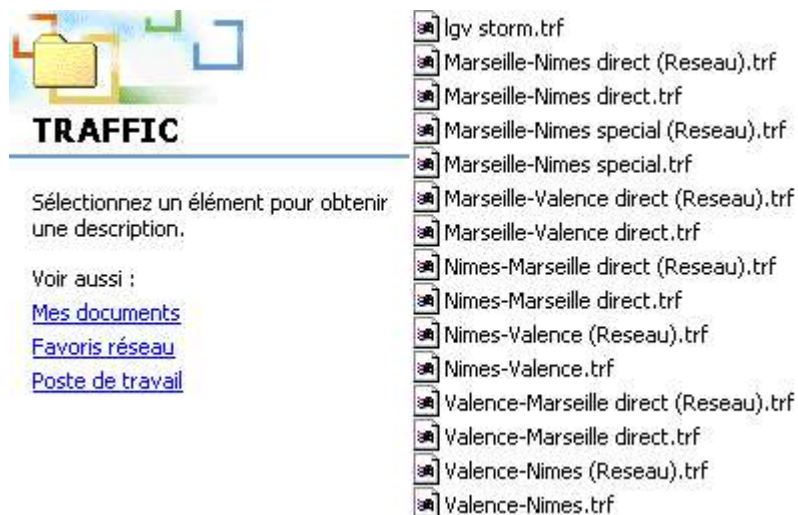 TRAFFIC
Sélectionnez un élément pour obtenir
une description.
Voir aussi :
Mes documents
Favoris réseau
Poste de travail
lgv storm.trf
Marseille-Nimes direct (Reseau).trf
Marseille-Nimes direct.trf
Marseille-Nimes special (Reseau).trf
Marseille-Nimes special.trf
Marseille-Valence direct (Reseau).trf
Marseille-Valence direct.trf
Nimes-Marseille direct (Reseau).trf
Nimes-Marseille direct.trf
Nimes-Valence (Reseau).trf
Nimes-Valence.trf
Valence-Marseille direct (Reseau).trf
Valence-Marseille direct.trf
Valence-Nimes (Reseau).trf
Valence-Nimes.trf